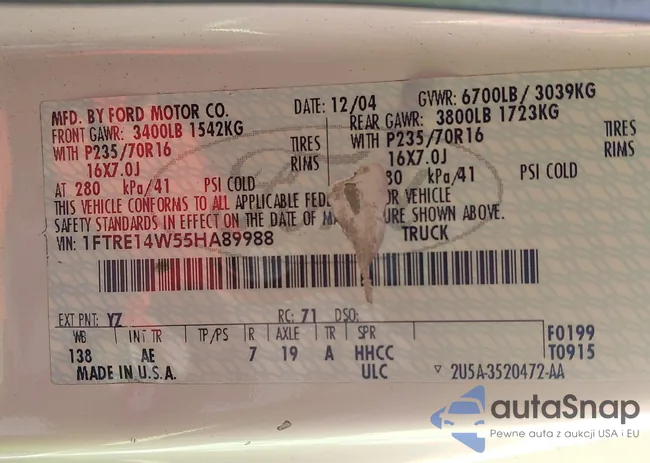 MFD. BY FORD MOTOR CO. DATE: 12/04 GVWR: 6700LB/ 3039KG
FRONT GAWR: 3400LB 1542KG REAR GAWR: 3800LB 1723KG
WITH P235/70R16 TIRES WITH P235/70R16 TIRES
16X7.0J RIMS 16X7.0J RIMS
AT 280 kPa/41 PSI COLD 80 kPa/41 PSI COLD
THIS VEHICLE CONFORMS TO ALL APPLICABLE FEDE OR VEHICLE
SAFETY STANDARDS IN EFFECT ON THE DATE OF M URE SHOWN ABOVE.
VIN: 1FTRE14W55HA89988 TRUCK
EXT PNT: YZ RC: 71 DSO:
WB INT TR TP/PS R AXLE TR SPR F0199
138 AE 7 19 A HHCC T0915
MADE IN U.S.A. ULC ▽ 2U5A-3520472-AA
autaSnap
Pewne auta z aukcji USA i EU